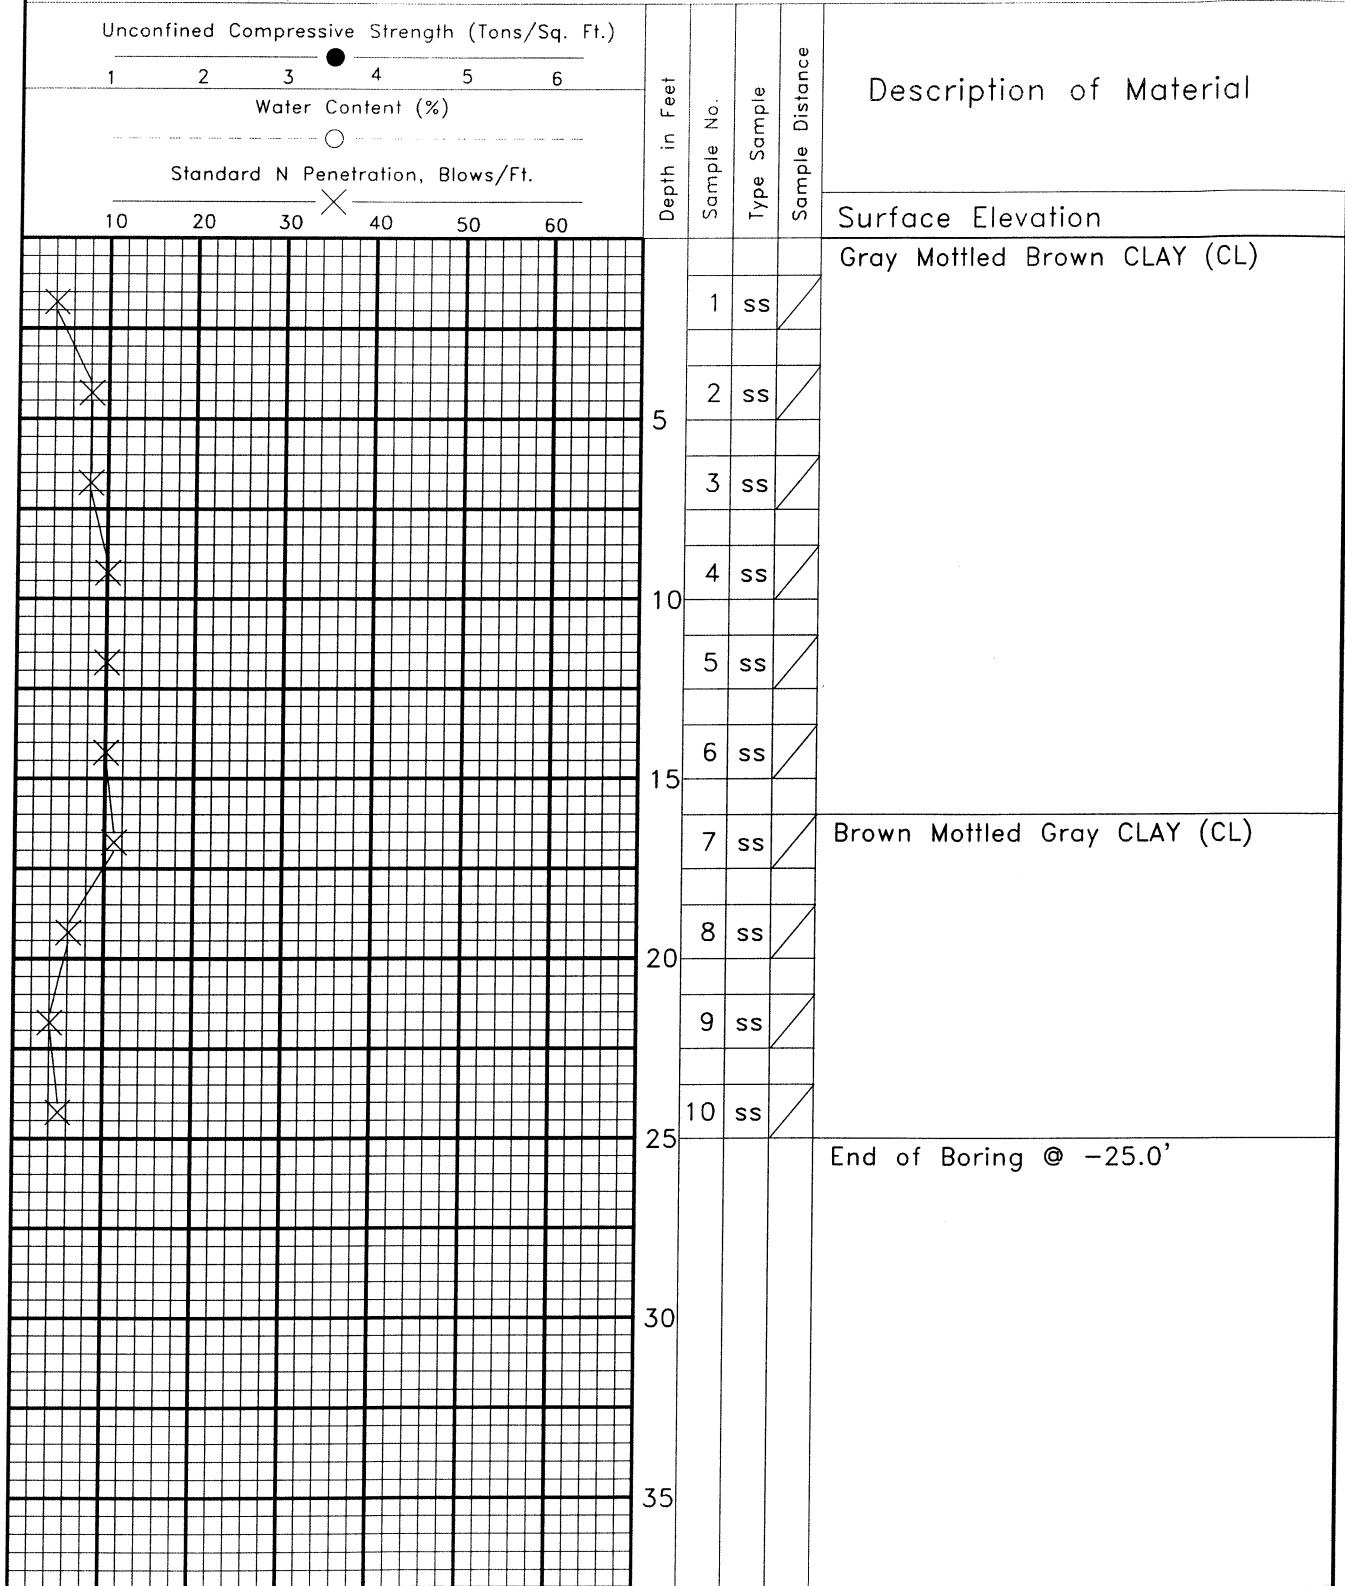 Unconfined Compressive Strength (Tons/Sq. Ft.)
1 2 3 4 5 6
Water Content (%)
Standard N Penetration, Blows/Ft.
10 20 30 40 50 60
Depth in Feet
Sample No.
Type Sample
Sample Distance
Description of Material
Surface Elevation
Gray Mottled Brown CLAY (CL)
1 ss
2 ss
5
3 ss
4 ss
10
5 ss
6 ss
15
7 ss Brown Mottled Gray CLAY (CL)
8 ss
20
9 ss
10 ss
25
End of Boring @ -25.0'
30
35